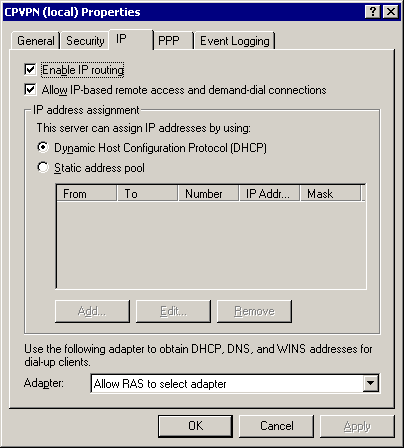 CPVPN (local) Properties
General Security IP PPP Event Logging
Enable IP routing
Allow IP-based remote access and demand-dial connections
IP address assignment
This server can assign IP addresses by using:
Dynamic Host Configuration Protocol (DHCP)
Static address pool
From To Number IP Addr... Mask
Add... Edit... Remove
Use the following adapter to obtain DHCP, DNS, and WINS addresses for
dial-up clients.
Adapter: Allow RAS to select adapter
OK Cancel Apply